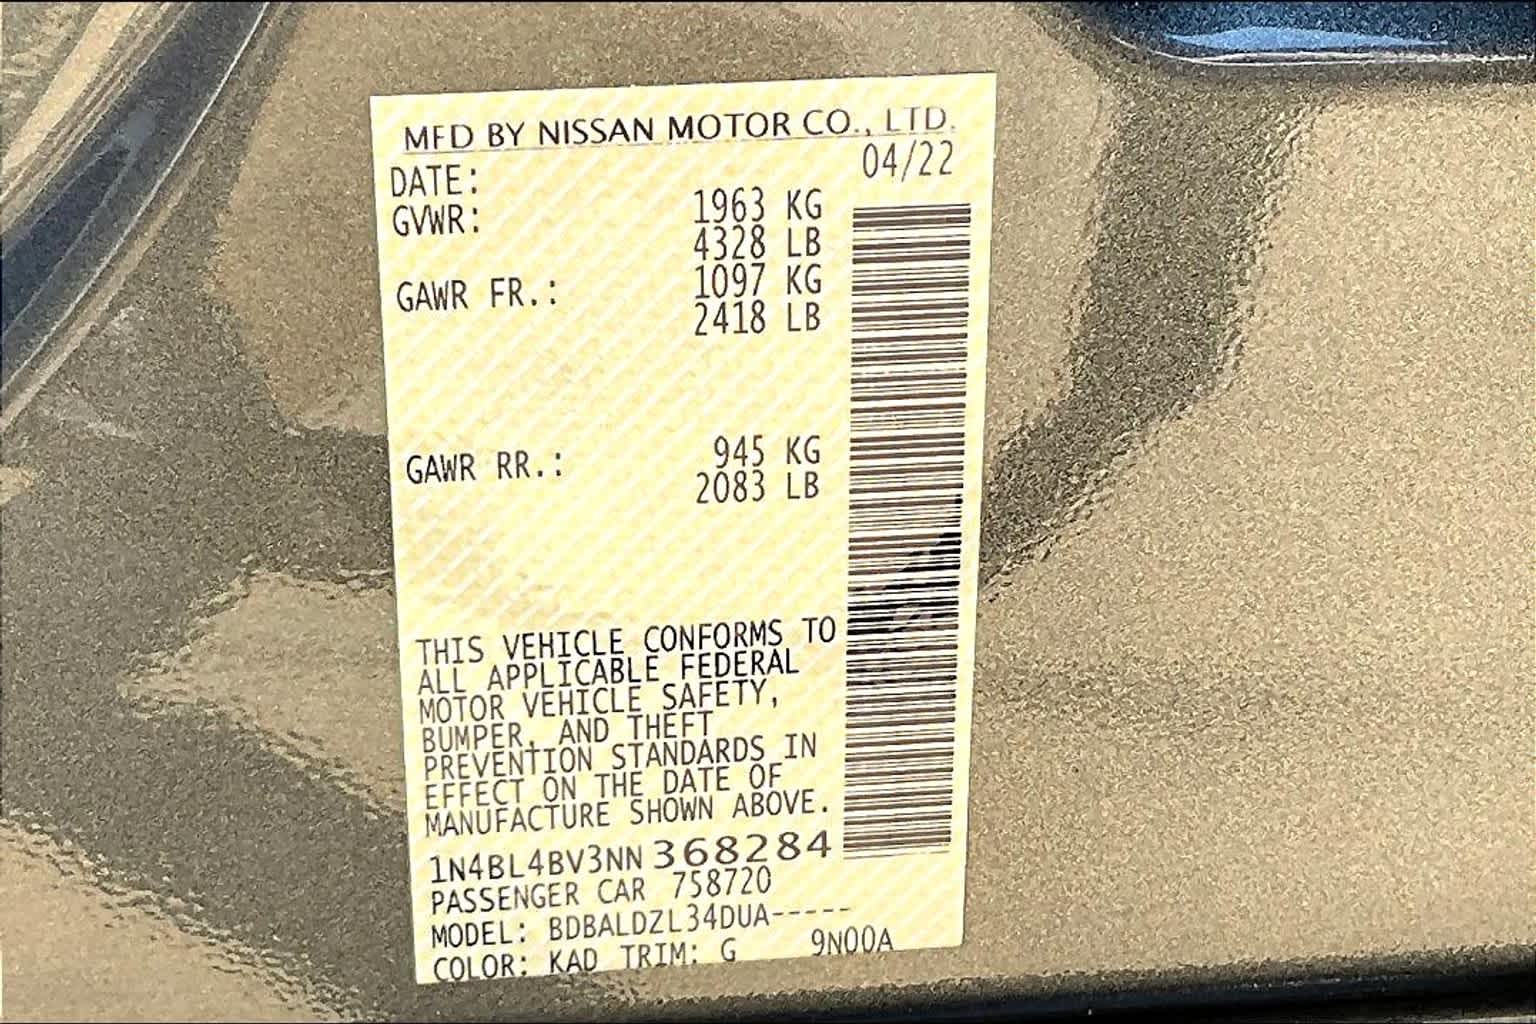 MFD BY NISSAN MOTOR CO., LTD.
DATE: 04/22
GVWR: 1963 KG
4328 LB
GAWR FR.: 1097 KG
2418 LB
GAWR RR.: 945 KG
2083 LB
THIS VEHICLE CONFORMS TO
ALL APPLICABLE FEDERAL
MOTOR VEHICLE SAFETY,
BUMPER, AND THEFT
PREVENTION STANDARDS IN
EFFECT ON THE DATE OF
MANUFACTURE SHOWN ABOVE.
1N4BL4BV3NN368284
PASSENGER CAR 758720
MODEL: BDBALDZL34DUA-----
COLOR: KAD TRIM: G 9N00A